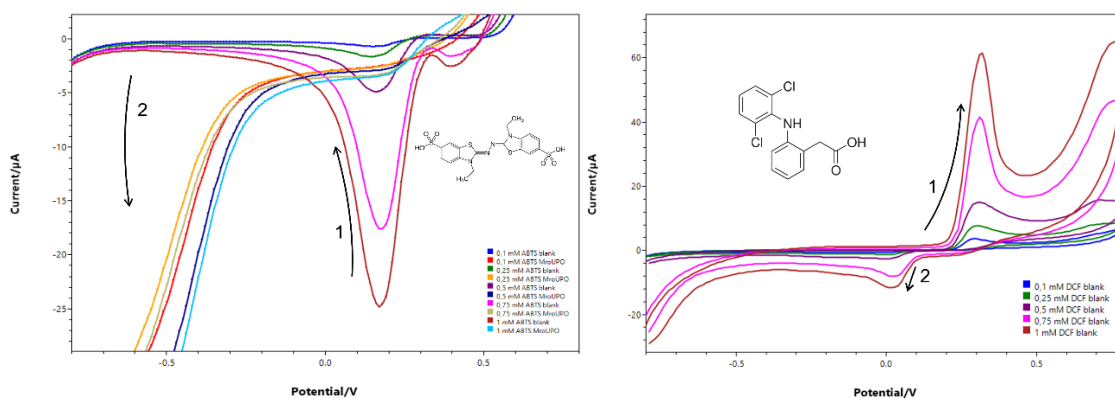 0
-5
-10
-15
-20
-25
Current/µA
2
1
-0.5
0.0
0.5
Potential/V
CH₃
N
S
O
HO
S
O
N
N
N
O
S
O
OH
O
H₃C
0,1 mM ABTS blank
0,1 mM ABTS MroUPO
0,25 mM ABTS blank
0,25 mM ABTS MroUPO
0,5 mM ABTS blank
0,5 mM ABTS MroUPO
0,75 mM ABTS blank
0,75 mM ABTS MroUPO
1 mM ABTS blank
1 mM ABTS MroUPO
60
40
20
0
-20
Current/µA
Cl
NH
Cl
OH
O
1
2
-0.5
0.0
0.5
Potential/V
0,1 mM DCF blank
0,25 mM DCF blank
0,5 mM DCF blank
0,75 mM DCF blank
1 mM DCF blank